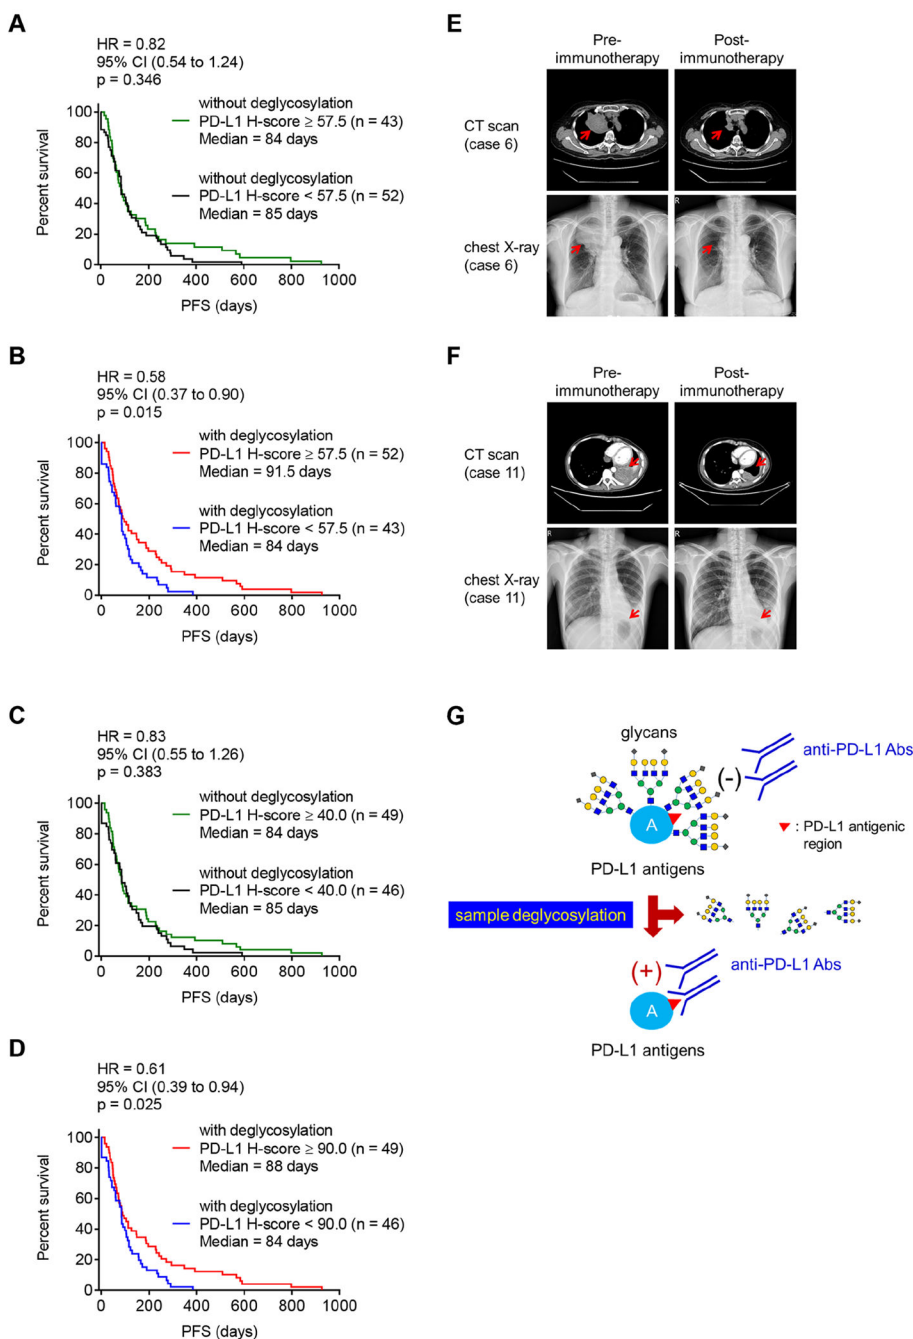 A
HR = 0.82
95% CI (0.54 to 1.24)
p = 0.346
without deglycosylation
PD-L1 H-score ≥ 57.5 (n = 43)
Median = 84 days
without deglycosylation
PD-L1 H-score < 57.5 (n = 52)
Median = 85 days
Percent survival
100
80
60
40
20
0
0 200 400 600 800 1000
PFS (days)
B
HR = 0.58
95% CI (0.37 to 0.90)
p = 0.015
with deglycosylation
PD-L1 H-score ≥ 57.5 (n = 52)
Median = 91.5 days
with deglycosylation
PD-L1 H-score < 57.5 (n = 43)
Median = 84 days
Percent survival
100
80
60
40
20
0
0 200 400 600 800 1000
PFS (days)
C
HR = 0.83
95% CI (0.55 to 1.26)
p = 0.383
without deglycosylation
PD-L1 H-score ≥ 40.0 (n = 49)
Median = 84 days
without deglycosylation
PD-L1 H-score < 40.0 (n = 46)
Median = 85 days
Percent survival
100
80
60
40
20
0
0 200 400 600 800 1000
PFS (days)
D
HR = 0.61
95% CI (0.39 to 0.94)
p = 0.025
with deglycosylation
PD-L1 H-score ≥ 90.0 (n = 49)
Median = 88 days
with deglycosylation
PD-L1 H-score < 90.0 (n = 46)
Median = 84 days
Percent survival
100
80
60
40
20
0
0 200 400 600 800 1000
PFS (days)
E
Pre-
immunotherapy
Post-
immunotherapy
CT scan
(case 6)
chest X-ray
(case 6)
R
F
Pre-
immunotherapy
Post-
immunotherapy
CT scan
(case 11)
chest X-ray
(case 11)
R
R
G
glycans
(-)
anti-PD-L1 Abs
A
: PD-L1 antigenic
region
PD-L1 antigens
sample deglycosylation
(+)
anti-PD-L1 Abs
A
PD-L1 antigens